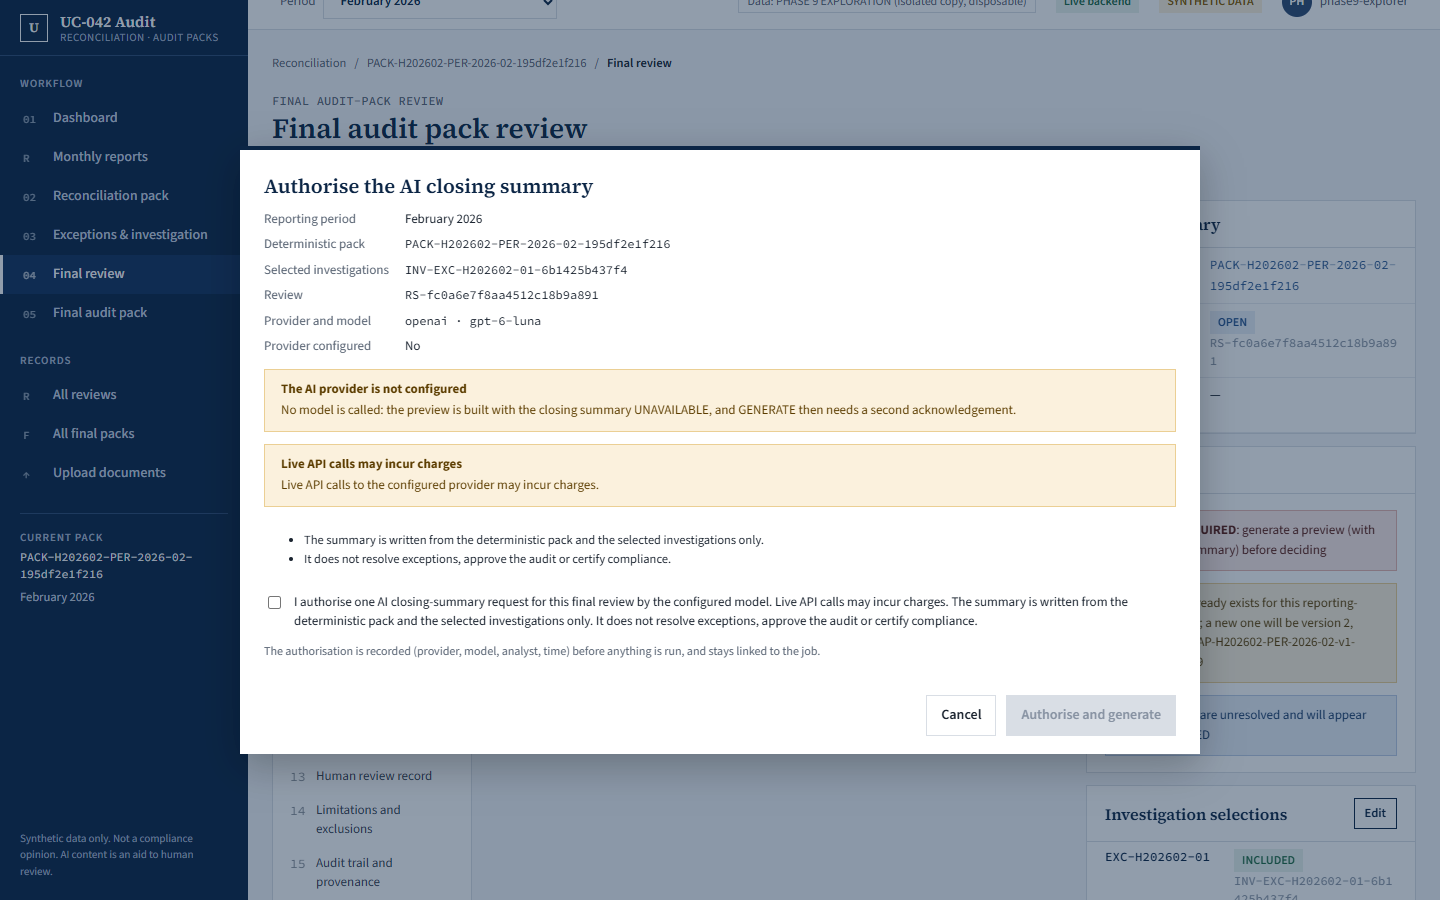 U
UC-042 Audit
RECONCILIATION · AUDIT PACKS
WORKFLOW
01 Dashboard
R Monthly reports
02 Reconciliation pack
03 Exceptions & investigation
04 Final review
05 Final audit pack
RECORDS
R All reviews
F All final packs
↑ Upload documents
CURRENT PACK
PACK-H202602-PER-2026-02-
195df2e1f216
February 2026
Synthetic data only. Not a compliance
opinion. AI content is an aid to human
review.
Period February 2026 Data: PHASE 9 EXPLORATION (isolated copy, disposable) Live backend SYNTHETIC DATA PH phase9-explorer
Reconciliation / PACK-H202602-PER-2026-02-195df2e1f216 / Final review
FINAL AUDIT-PACK REVIEW
Final audit pack review
Authorise the AI closing summary
Reporting period February 2026
Deterministic pack PACK-H202602-PER-2026-02-195df2e1f216
Selected investigations INV-EXC-H202602-01-6b1425b437f4
Review RS-fc0a6e7f8aa4512c18b9a891
Provider and model openai · gpt-6-luna
Provider configured No
The AI provider is not configured
No model is called: the preview is built with the closing summary UNAVAILABLE, and GENERATE then needs a second acknowledgement.
Live API calls may incur charges
Live API calls to the configured provider may incur charges.
• The summary is written from the deterministic pack and the selected investigations only.
• It does not resolve exceptions, approve the audit or certify compliance.
I authorise one AI closing-summary request for this final review by the configured model. Live API calls may incur charges. The summary is written from the
deterministic pack and the selected investigations only. It does not resolve exceptions, approve the audit or certify compliance.
The authorisation is recorded (provider, model, analyst, time) before anything is run, and stays linked to the job.
Cancel Authorise and generate
13 Human review record
14 Limitations and
exclusions
15 Audit trail and
provenance
ry
PACK-H202602-PER-2026-02-
195df2e1f216
OPEN
RS-fc0a6e7f8aa4512c18b9a89
1
—
UIRED: generate a preview (with
mmary) before deciding
eady exists for this reporting-
; a new one will be version 2,
AP-H202602-PER-2026-02-v1-
are unresolved and will appear
ED
Investigation selections Edit
EXC-H202602-01 INCLUDED
INV-EXC-H202602-01-6b1
425b437f4